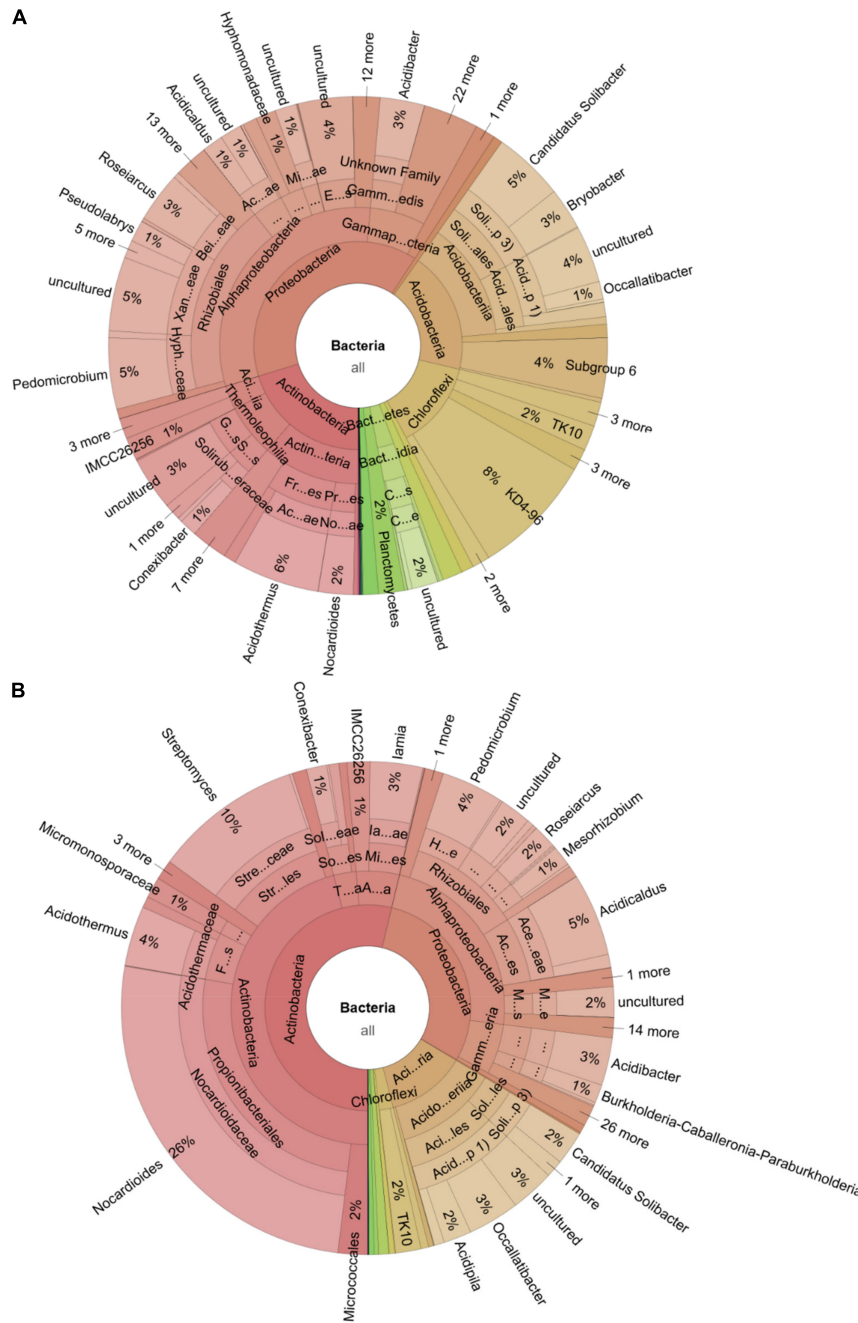 A
Hyphomonadaceae
uncultured
uncultured
12 more
Acidibacter
22 more
1 more
Candidatus Solibacter
Bryobacter
uncultured
Occallatibacter
Subgroup 6
3 more
TK10
3 more
KD4-96
2 more
uncultured
Planctomycetes
Nocardioides
Acidothermus
7 more
Conexibacter
1 more
uncultured
IMCC26256
3 more
Pedomicrobium
uncultured
5 more
Pseudolabrys
Roseiarcus
13 more
Acidicaldus
uncultured
1%
1%
1%
1%
4%
3%
5%
3%
4%
1%
4%
2%
8%
2%
2%
2%
6%
1%
3%
1%
5%
5%
1%
3%
Unknown Family
Gamm...edis
Gammap...cteria
E...s
Mi...ae
...
...
Ac...ae
Alphaproteobacteria
Proteobacteria
Bei...eae
Rhizobiales
Xan...eae
Hyph...ceae
Soli...p 3)
Soli...ales
Acid...p 1)
Acid...ales
Acidobacteriia
Acidobacteria
Chloroflexi
Bact...etes
Bact...idia
C...s
C...e
Actinobacteria
Aci...iia
Thermoleophilia
G...s
S...s
Solirub...eraceae
Actin...teria
Fr...es
Pr...es
Ac...ae
No...ae
Bacteria
all
B
Streptomyces
Conexibacter
IMCC26256
Iamia
1 more
Pedomicrobium
uncultured
Roseiarcus
Mesorhizobium
Acidicaldus
1 more
uncultured
14 more
Acidibacter
Burkholderia-Caballeronia-Paraburkholderia
26 more
Candidatus Solibacter
1 more
uncultured
Occallatibacter
Acidipila
TK10
Micrococcales
Nocardioides
Acidothermus
Micromonosporaceae
3 more
10%
1%
1%
3%
4%
2%
2%
1%
5%
2%
3%
1%
2%
3%
3%
2%
2%
2%
26%
4%
1%
Stre...ceae
Sol...eae
Ia...ae
Str...les
So...es
Mi...es
T...a
A...a
H...e
...
...
...
Rhizobiales
Alphaproteobacteria
Proteobacteria
Ace...eae
Ac...es
M...s
M...e
Gamm...eria
...
...
Aci...ria
Acido...eriia
Sol...les
Soli...p 3)
Aci...les
Acid...p 1)
Chloroflexi
Actinobacteria
Actinobacteria
Acidothermaceae
F...s
...
Propionibacteriales
Nocardioidaceae
Bacteria
all